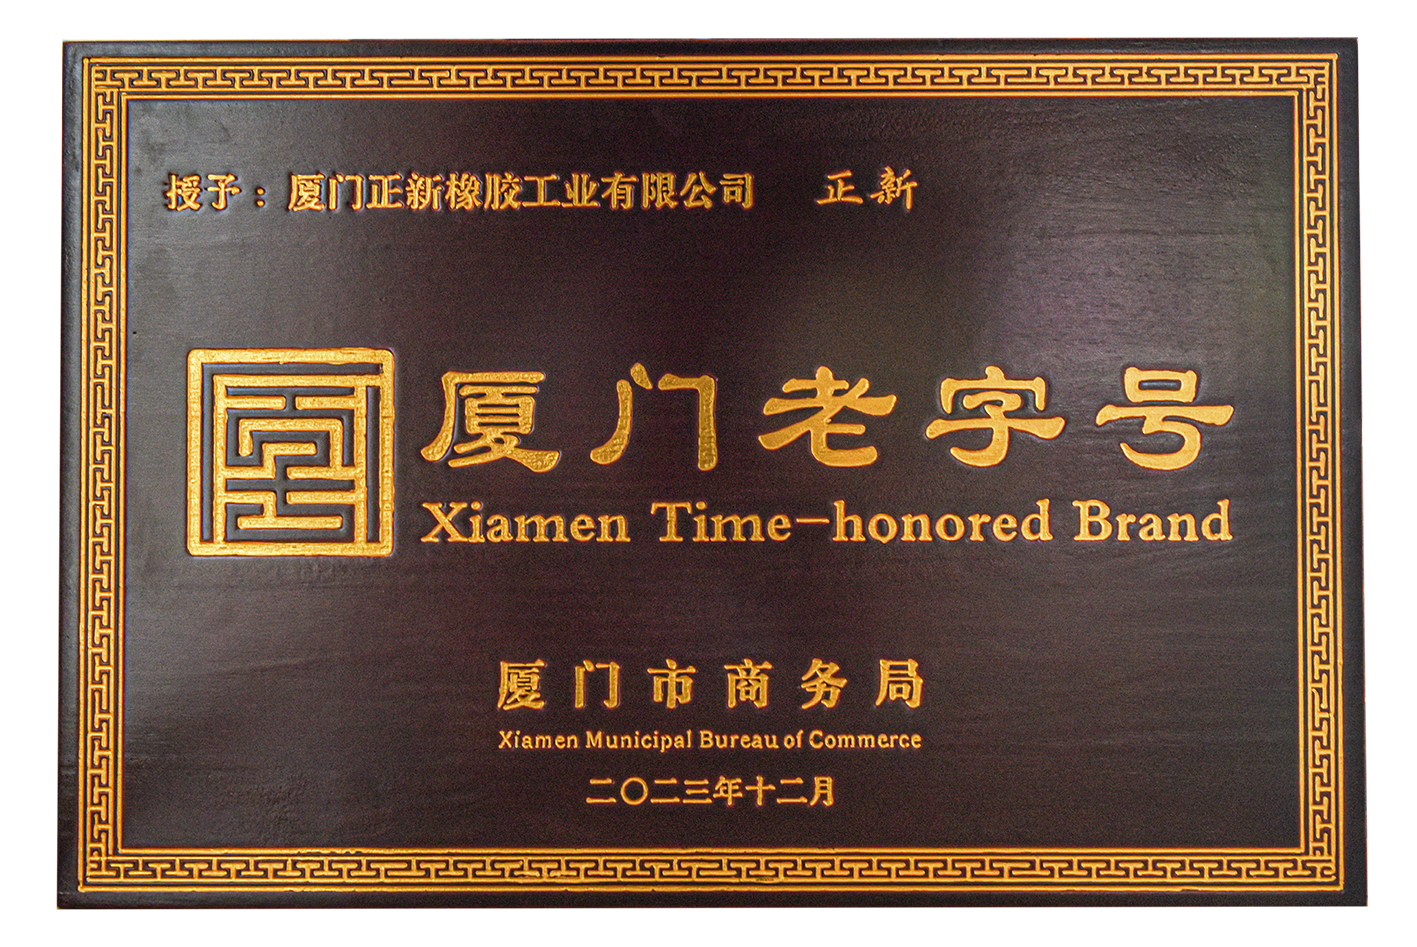 授予：厦门正新橡胶工业有限公司 正新
厦门老字号
Xiamen Time-honored Brand
厦门市商务局
Xiamen Municipal Bureau of Commerce
二〇二三年十二月